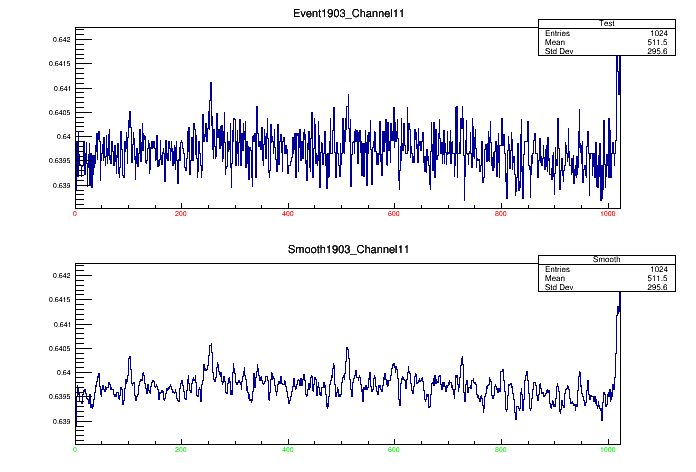 Event1903_Channel11
Test
Entries 1024
Mean 511.5
Std Dev 295.6
0.642
0.6415
0.641
0.6405
0.64
0.6395
0.639
0 200 400 600 800 1000
Smooth1903_Channel11
Smooth
Entries 1024
Mean 511.5
Std Dev 295.6
0.642
0.6415
0.641
0.6405
0.64
0.6395
0.639
0 200 400 600 800 1000